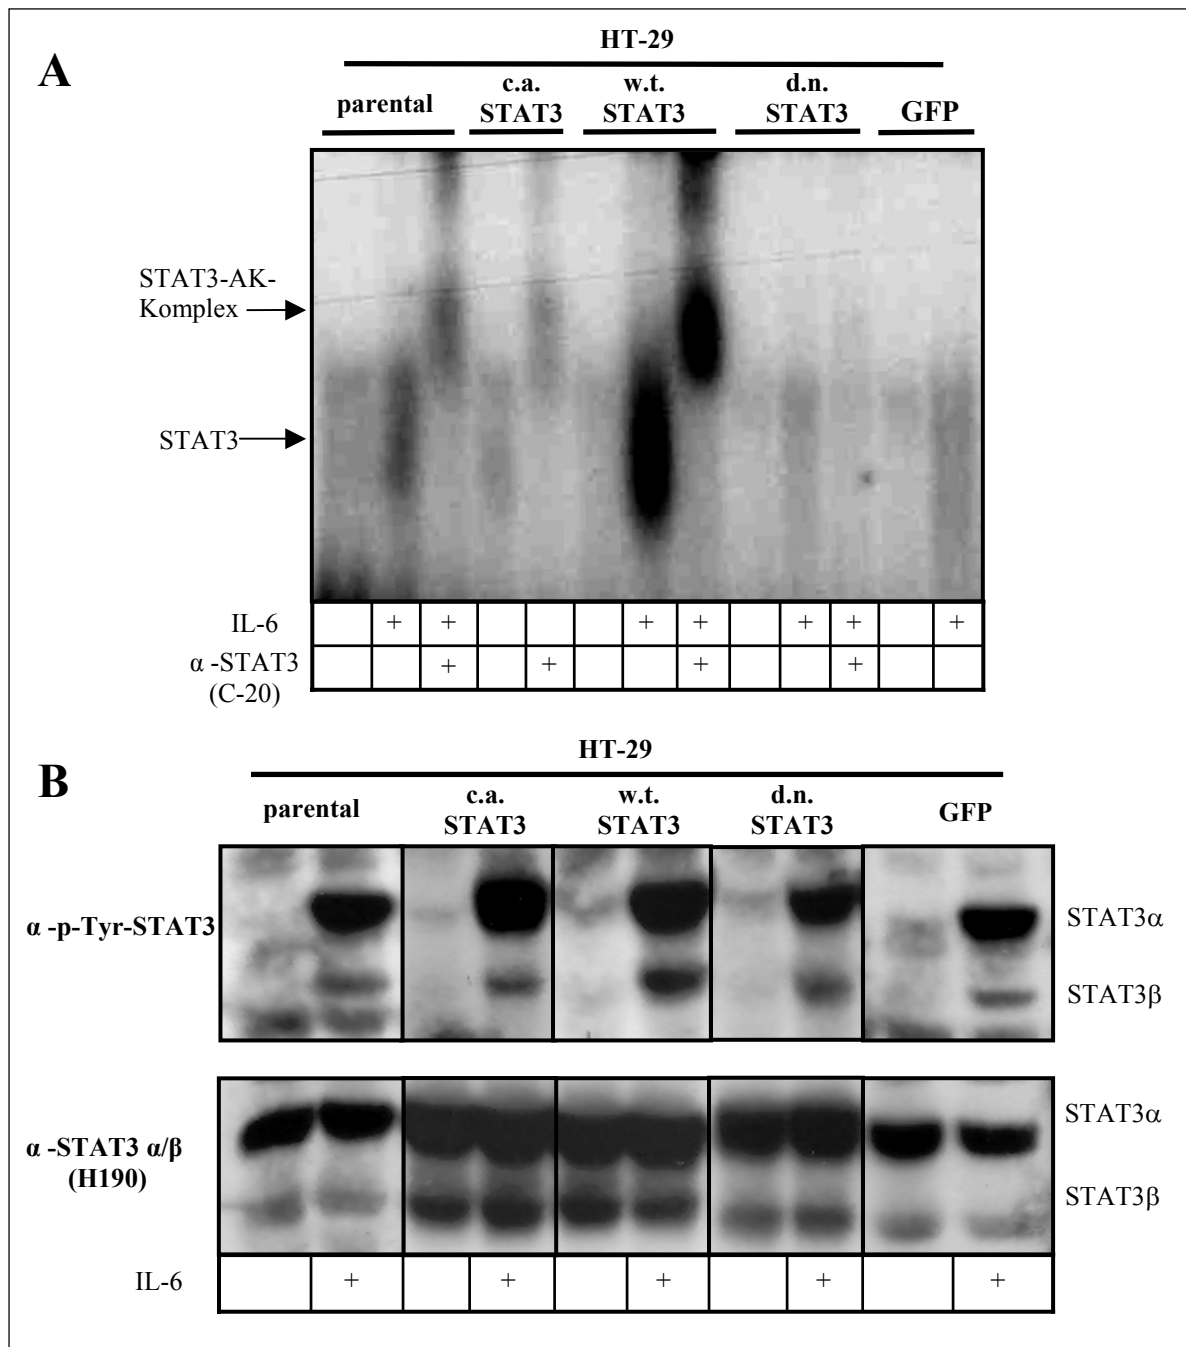 A
HT-29
parental
c.a.
STAT3
w.t.
STAT3
d.n.
STAT3
GFP
STAT3-AK-
Komplex
STAT3
IL-6 + + + + + + +
α -STAT3 + + + +
(C-20)
B
HT-29
parental
c.a.
STAT3
w.t.
STAT3
d.n.
STAT3
GFP
α -p-Tyr-STAT3
STAT3α
STAT3β
α -STAT3 α/β
(H190)
STAT3α
STAT3β
IL-6 + + + + +